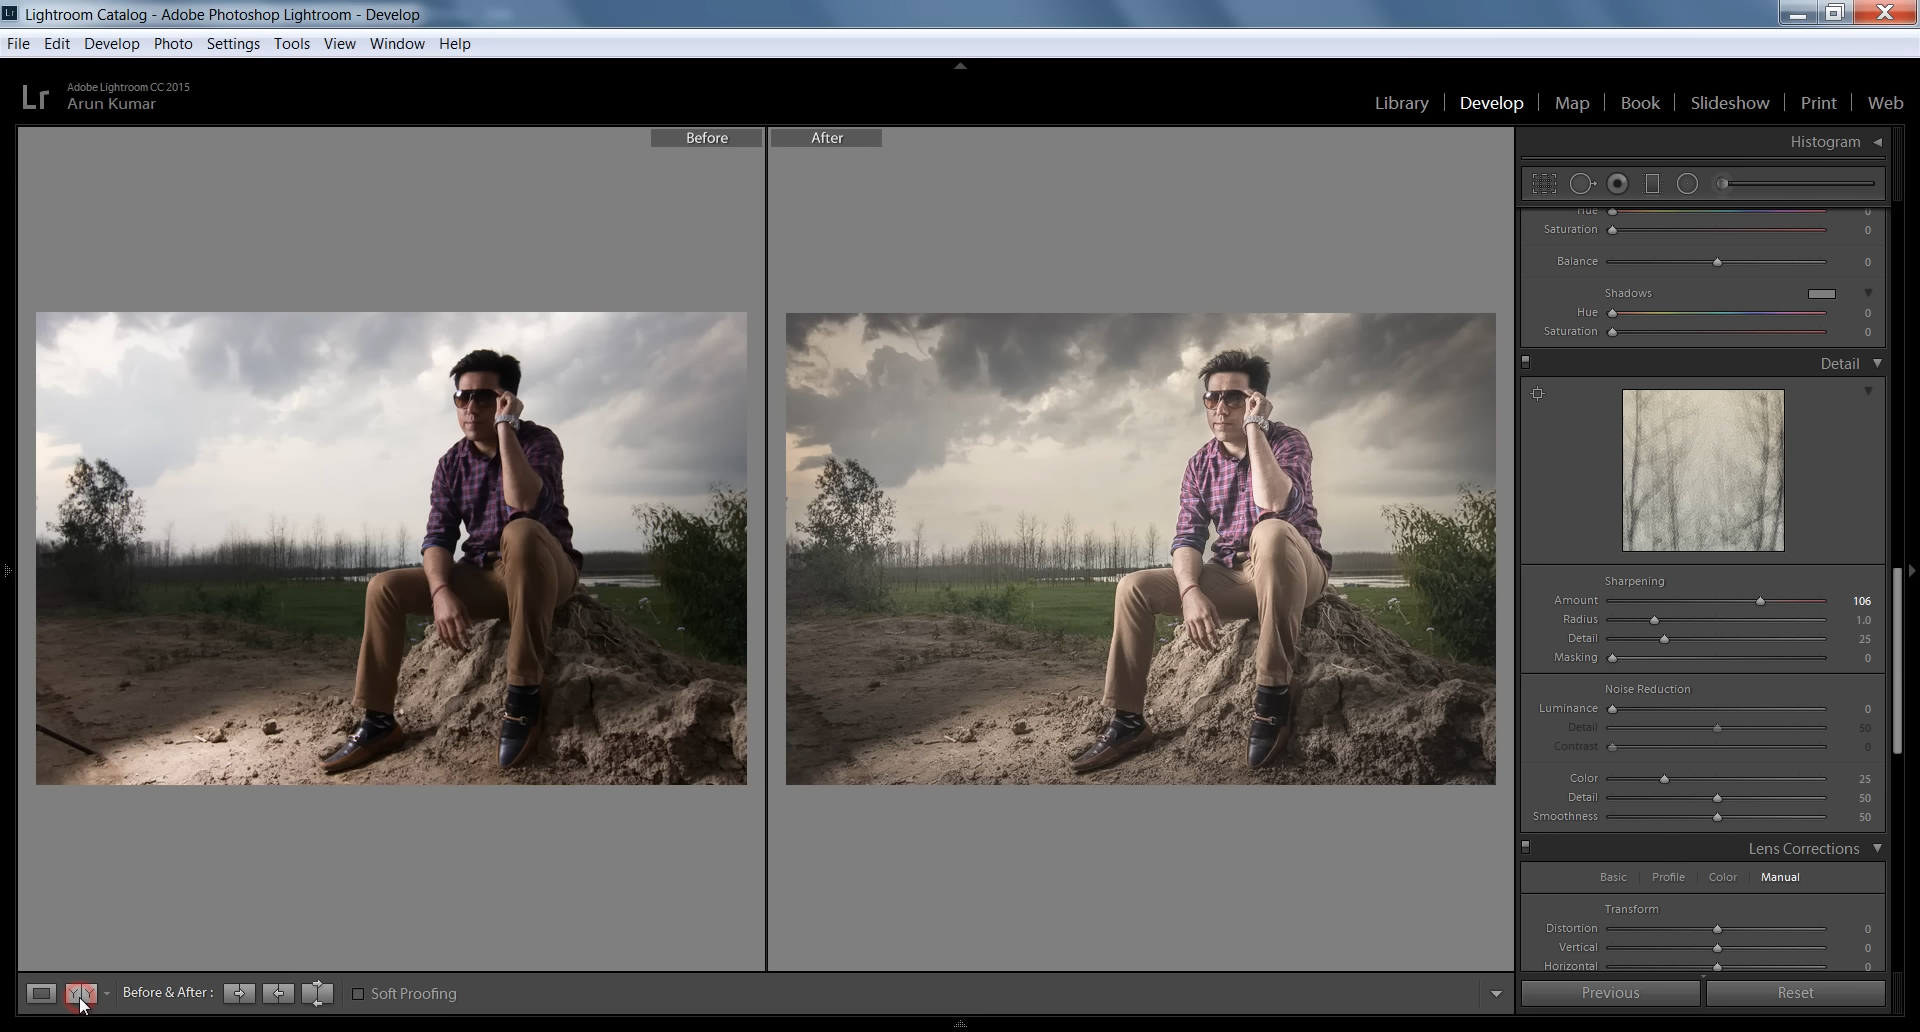 Lightroom Catalog - Adobe Photoshop Lightroom - Develop
File Edit Develop Photo Settings Tools View Window Help
Lr
Adobe Lightroom CC 2015
Arun Kumar
Library Develop Map Book Slideshow Print Web
Before After
Histogram
Hue 0
Saturation 0
Balance 0
Shadows
Hue 0
Saturation 0
Detail
Sharpening
Amount 106
Radius 1.0
Detail 25
Masking 0
Noise Reduction
Luminance 0
Detail 50
Contrast 0
Color 25
Detail 50
Smoothness 50
Lens Corrections
Basic Profile Color Manual
Transform
Distortion 0
Vertical 0
Horizontal 0
YY Before & After : Soft Proofing
Previous Reset